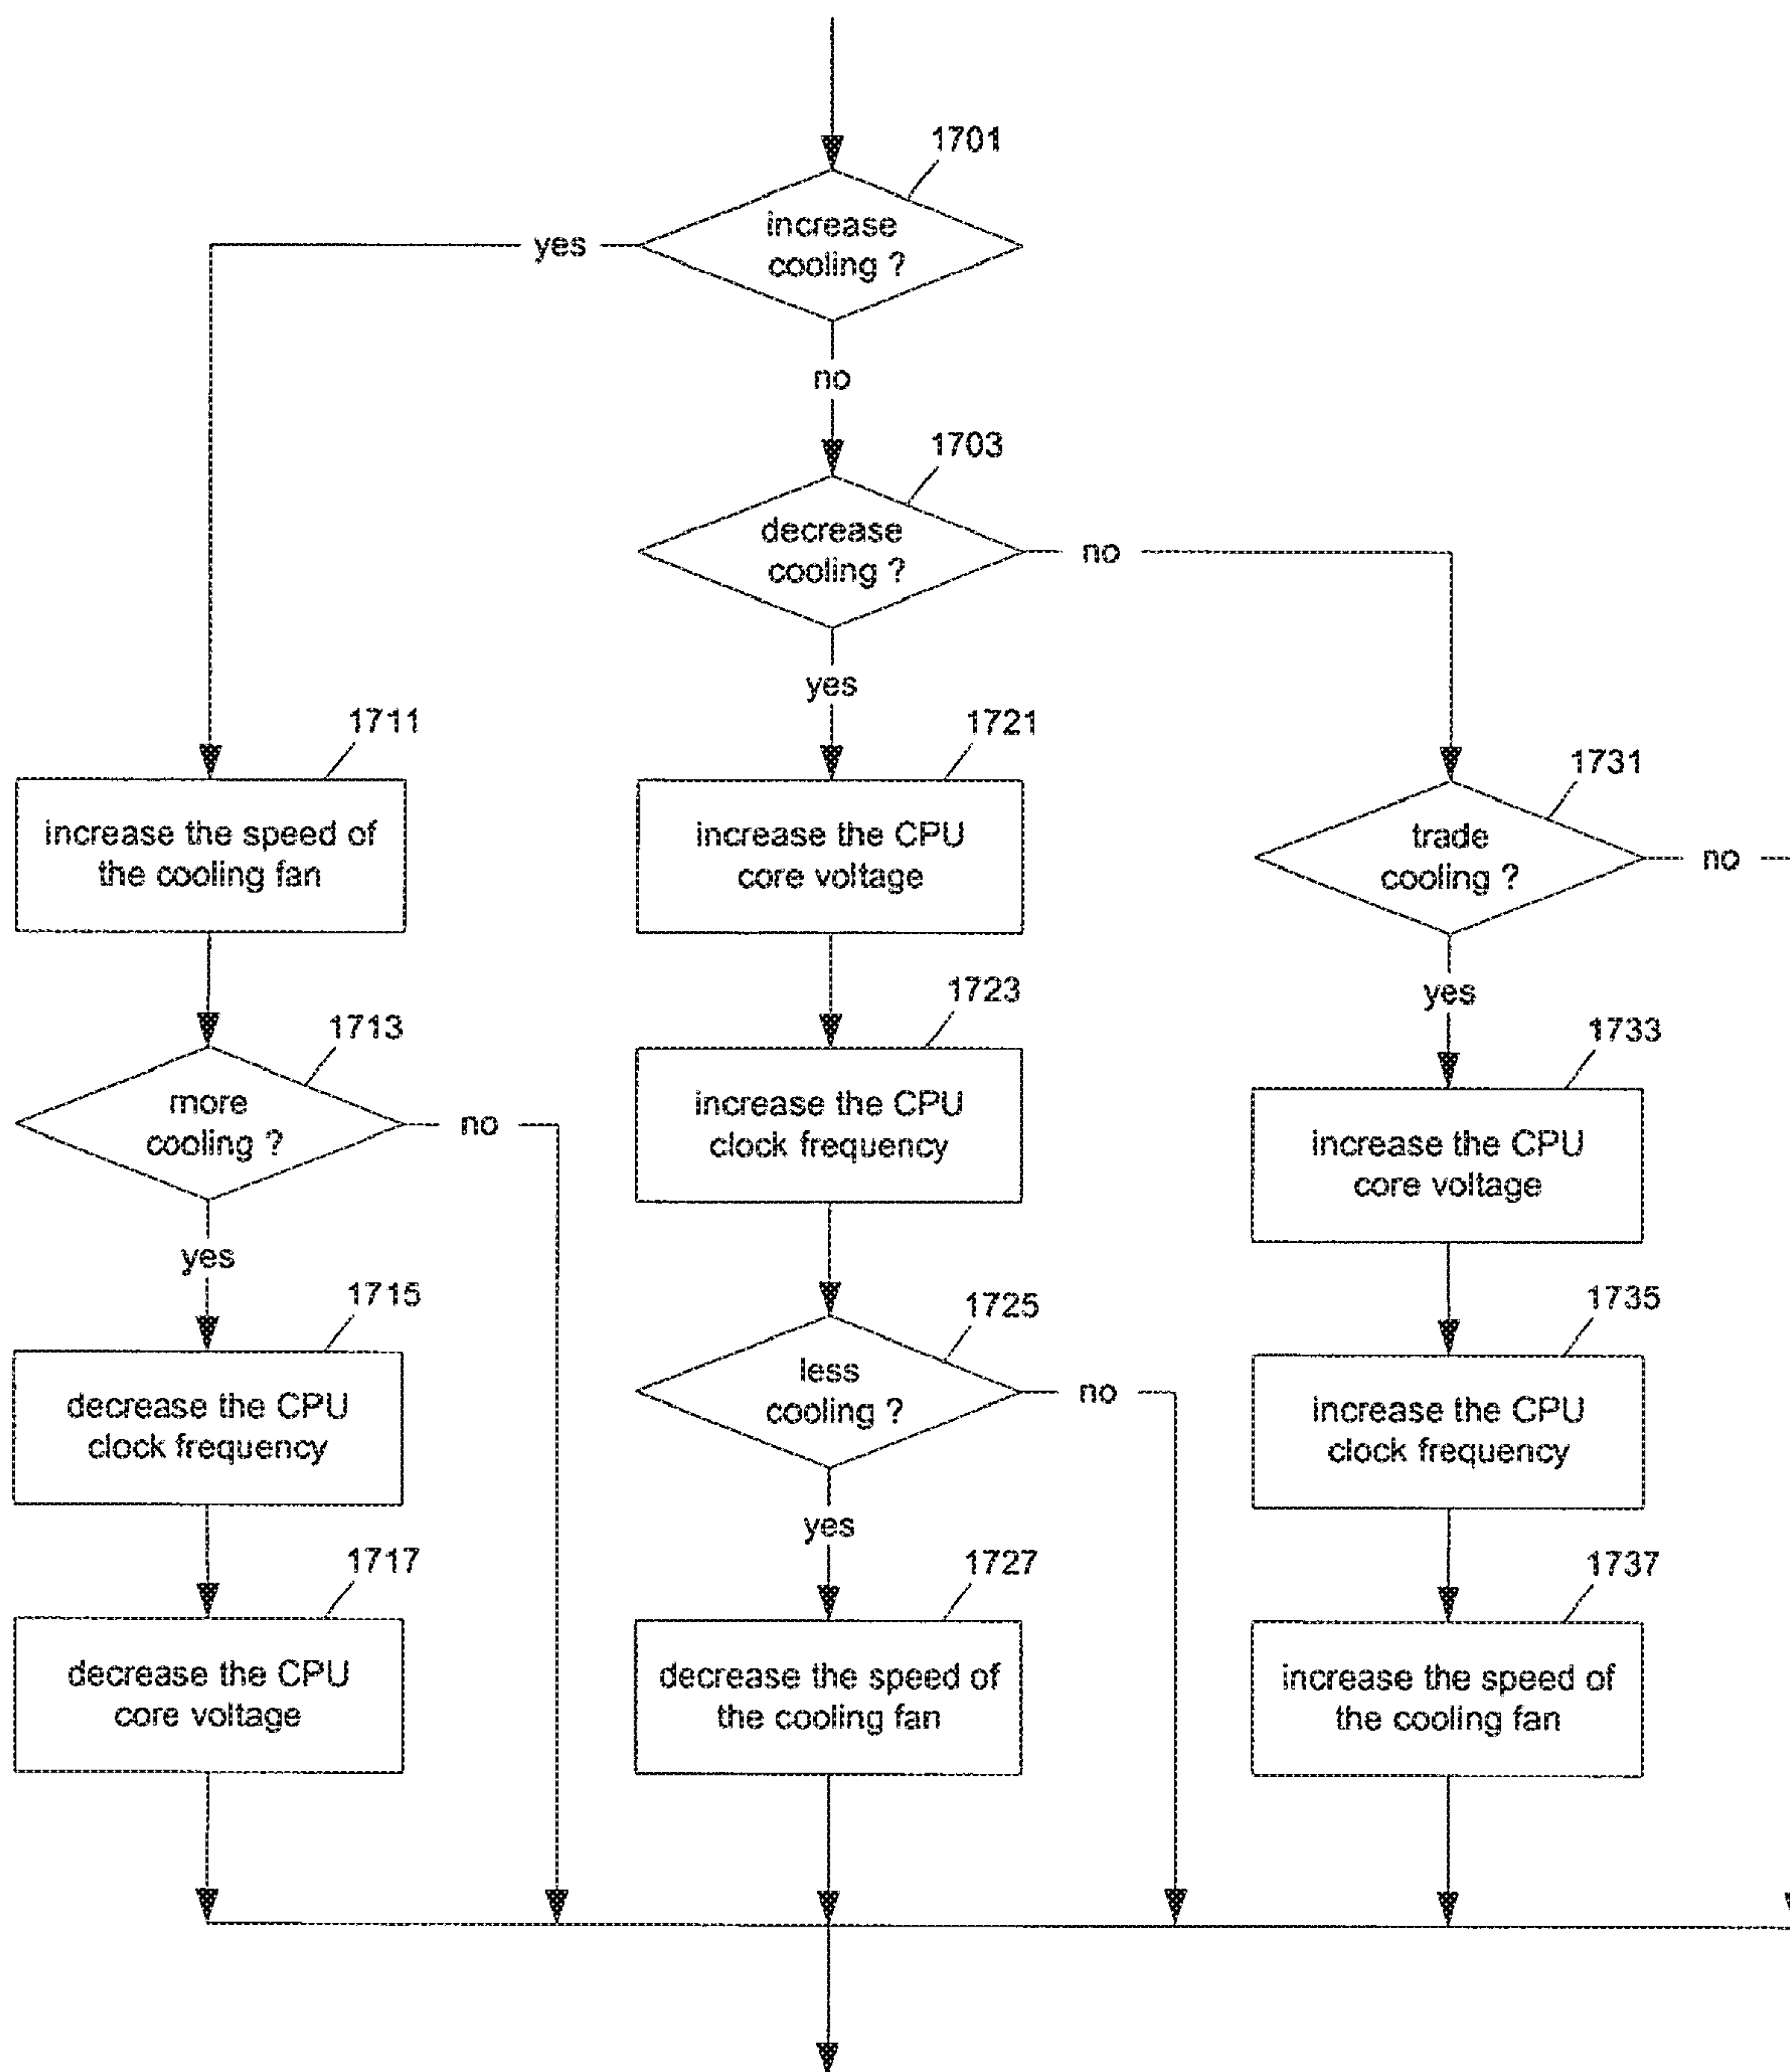 1701
increase
cooling ?
yes
no
1703
decrease
cooling ?
no
yes
1711
increase the speed of
the cooling fan
1721
increase the CPU
core voltage
1731
trade
cooling ?
no
yes
1713
more
cooling ?
no
yes
1723
increase the CPU
clock frequency
1733
increase the CPU
core voltage
1715
decrease the CPU
clock frequency
1725
less
cooling ?
no
yes
1735
increase the CPU
clock frequency
1717
decrease the CPU
core voltage
1727
decrease the speed of
the cooling fan
1737
increase the speed of
the cooling fan